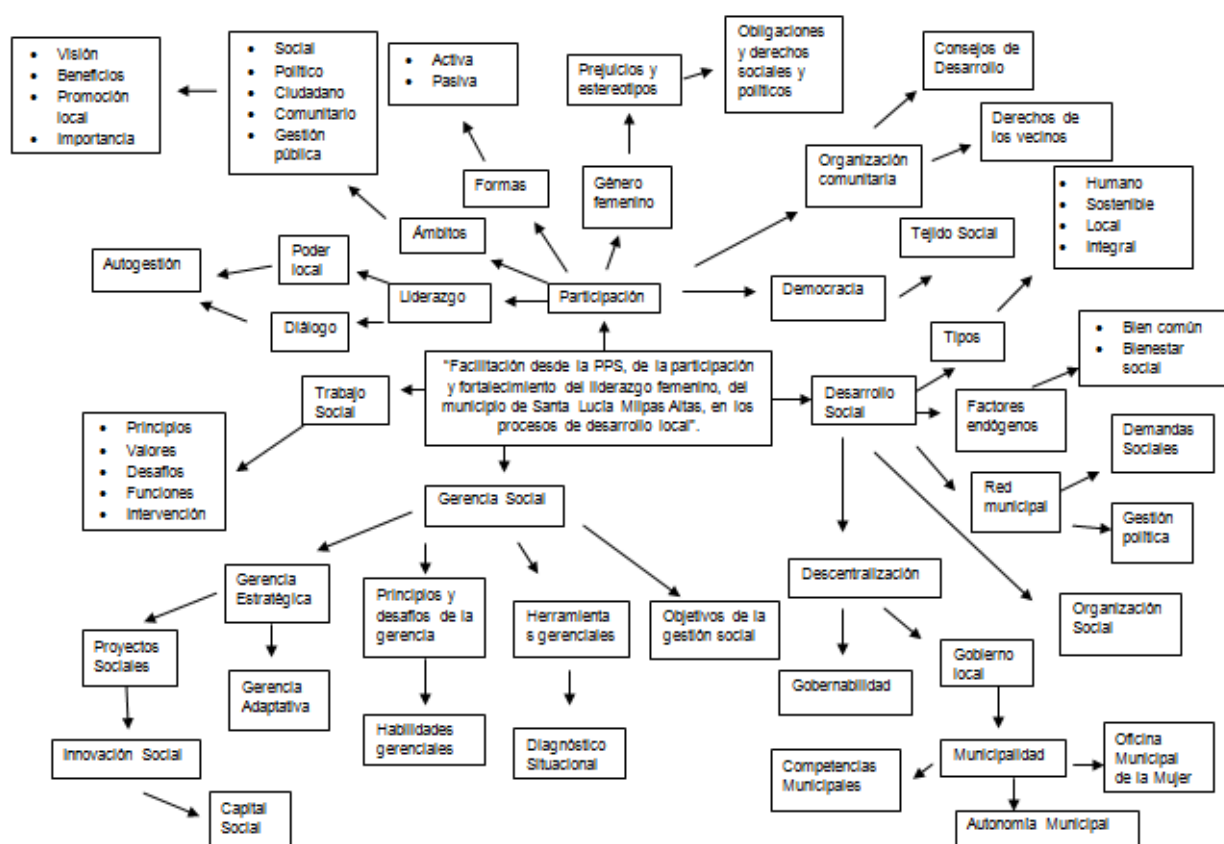 • Visión
• Beneficios
• Promoción
local
• Importancia
• Social
• Político
• Ciudadano
• Comunitario
• Gestión
pública
• Activa
• Pasiva
Prejuicios y
estereotipos
Obligaciones
y derechos
sociales y
políticos
Consejos de
Desarrollo
Derechos de
los vecinos
Organización
comunitaria
Formas
Género
femenino
• Humano
• Sostenible
• Local
• Integral
Ámbitos
Tejido Social
Autogestión
Poder
local
Liderazgo
Participación
Democracia
Diálogo
Tipos
• Bien común
• Bienestar
social
Trabajo
Social
"Facilitación desde la PPS, de la participación
y fortalecimiento del liderazgo femenino, del
municipio de Santa Lucía Milpas Altas, en los
procesos de desarrollo local".
Desarrollo
Social
Factores
endógenos
• Principios
• Valores
• Desafíos
• Funciones
• Intervención
Demandas
Sociales
Red
municipal
Gestión
política
Gerencia Social
Gerencia
Estratégica
Principios y
desafíos de la
gerencia
Herramienta
s gerenciales
Objetivos de la
gestión social
Descentralización
Organización
Social
Proyectos
Sociales
Gerencia
Adaptativa
Habilidades
gerenciales
Diagnóstico
Situacional
Gobernabilidad
Gobierno
local
Innovación Social
Capital
Social
Competencias
Municipales
Municipalidad
Oficina
Municipal
de la Mujer
Autonomía Municipal